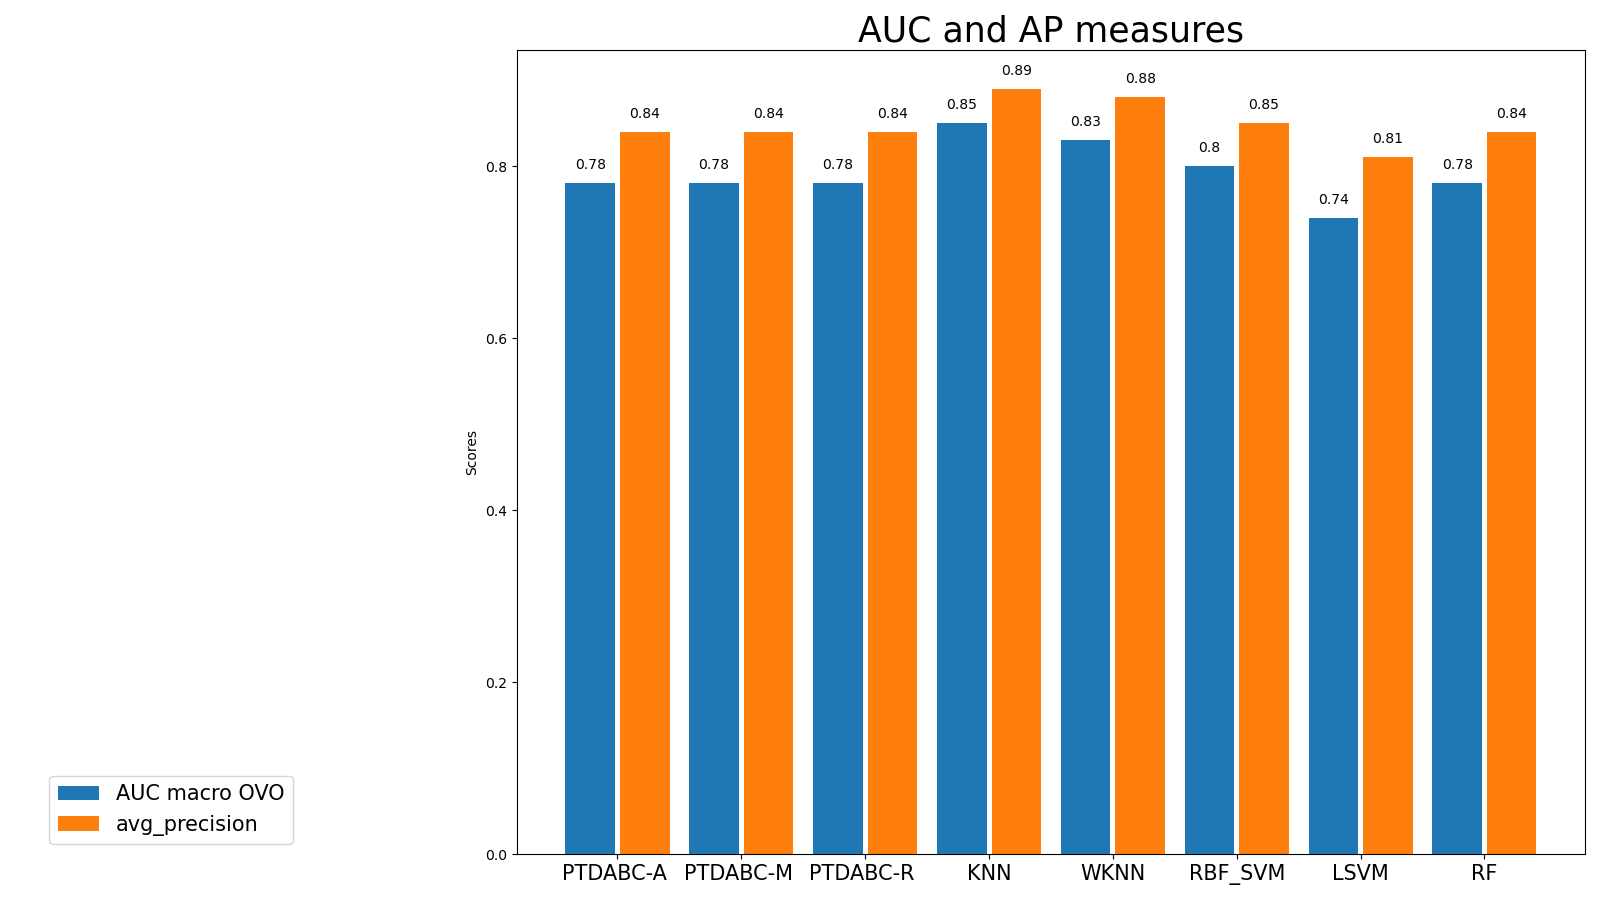 AUC and AP measures
0.84 0.84 0.84 0.89 0.88 0.85 0.81 0.84
0.78 0.78 0.78 0.85 0.83 0.8 0.74 0.78
Scores
0.8
0.6
0.4
0.2
0.0
PTDABC-A PTDABC-M PTDABC-R KNN WKNN RBF_SVM LSVM RF
AUC macro OVO
avg_precision